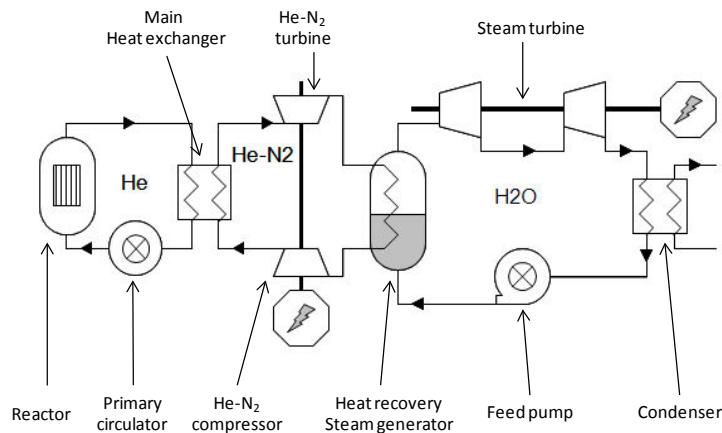 Main
Heat exchanger
He-N₂
turbine
Steam turbine
He
He-N2
H2O
Reactor
Primary
circulator
He-N₂
compressor
Heat recovery
Steam generator
Feed pump
Condenser